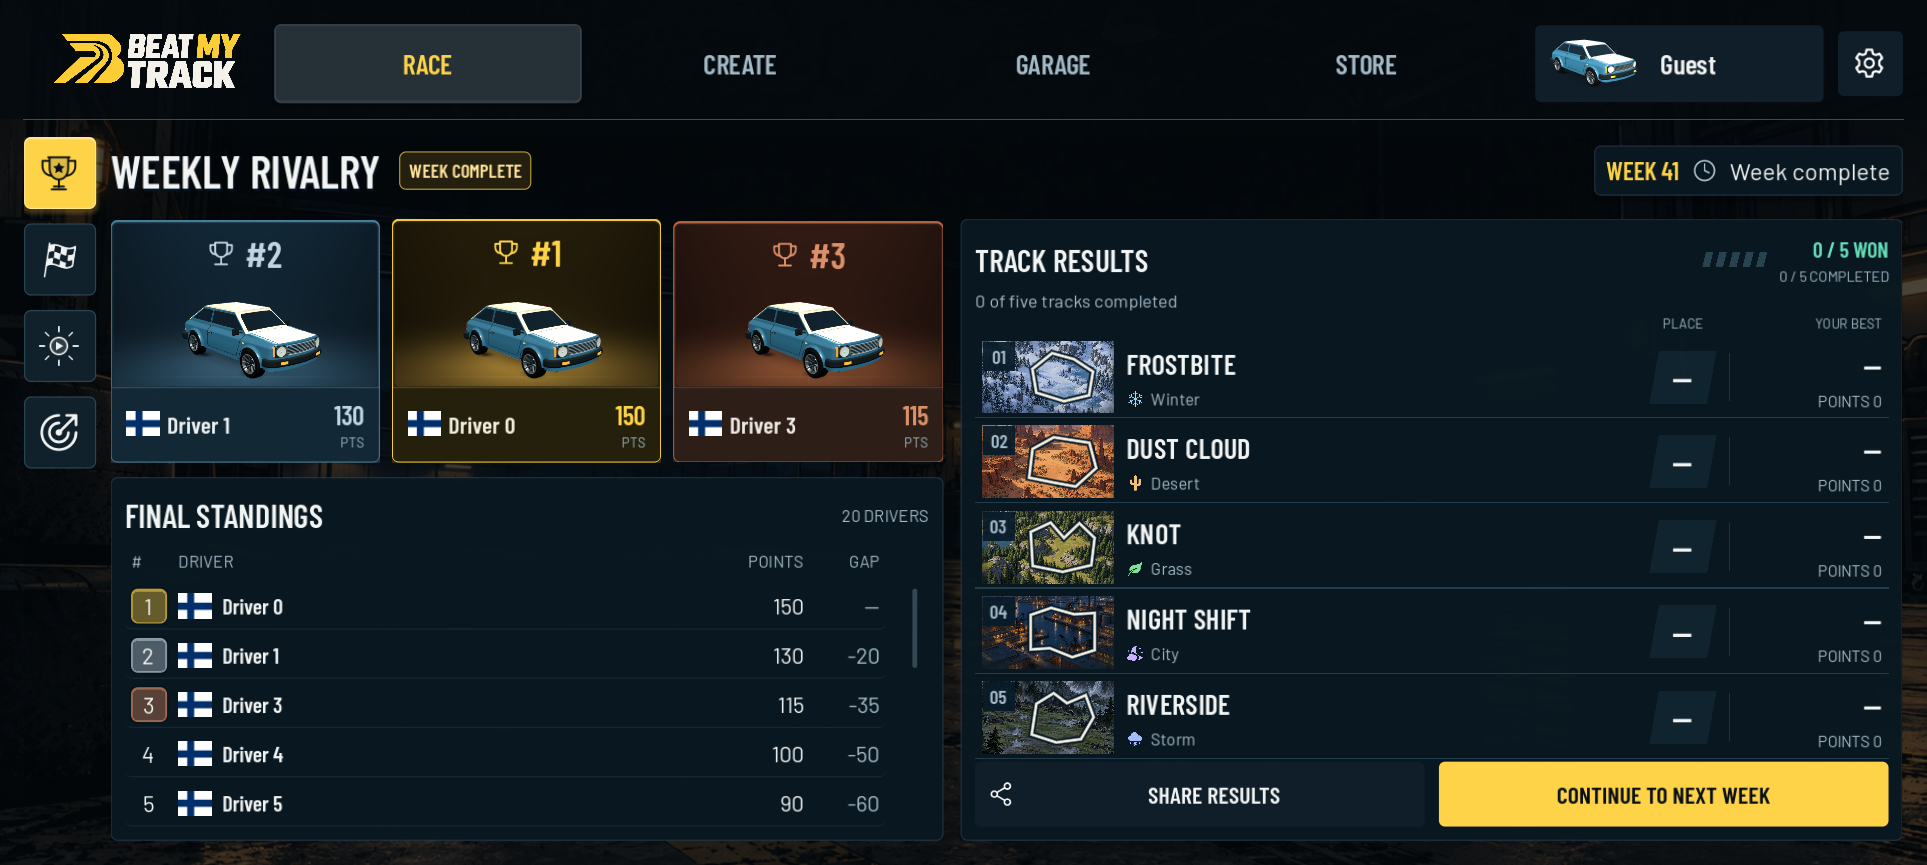 BEAT MY
TRACK
RACE
CREATE
GARAGE
STORE
Guest
WEEKLY RIVALRY
WEEK COMPLETE
WEEK 41 Week complete
#2
Driver 1
130
PTS
#1
Driver 0
150
PTS
#3
Driver 3
115
PTS
FINAL STANDINGS
20 DRIVERS
# DRIVER POINTS GAP
1 Driver 0 150 –
2 Driver 1 130 -20
3 Driver 3 115 -35
4 Driver 4 100 -50
5 Driver 5 90 -60
TRACK RESULTS
0 / 5 WON
0 / 5 COMPLETED
0 of five tracks completed
PLACE YOUR BEST
01 FROSTBITE – –
Winter POINTS 0
02 DUST CLOUD – –
Desert POINTS 0
03 KNOT – –
Grass POINTS 0
04 NIGHT SHIFT – –
City POINTS 0
05 RIVERSIDE – –
Storm POINTS 0
SHARE RESULTS
CONTINUE TO NEXT WEEK